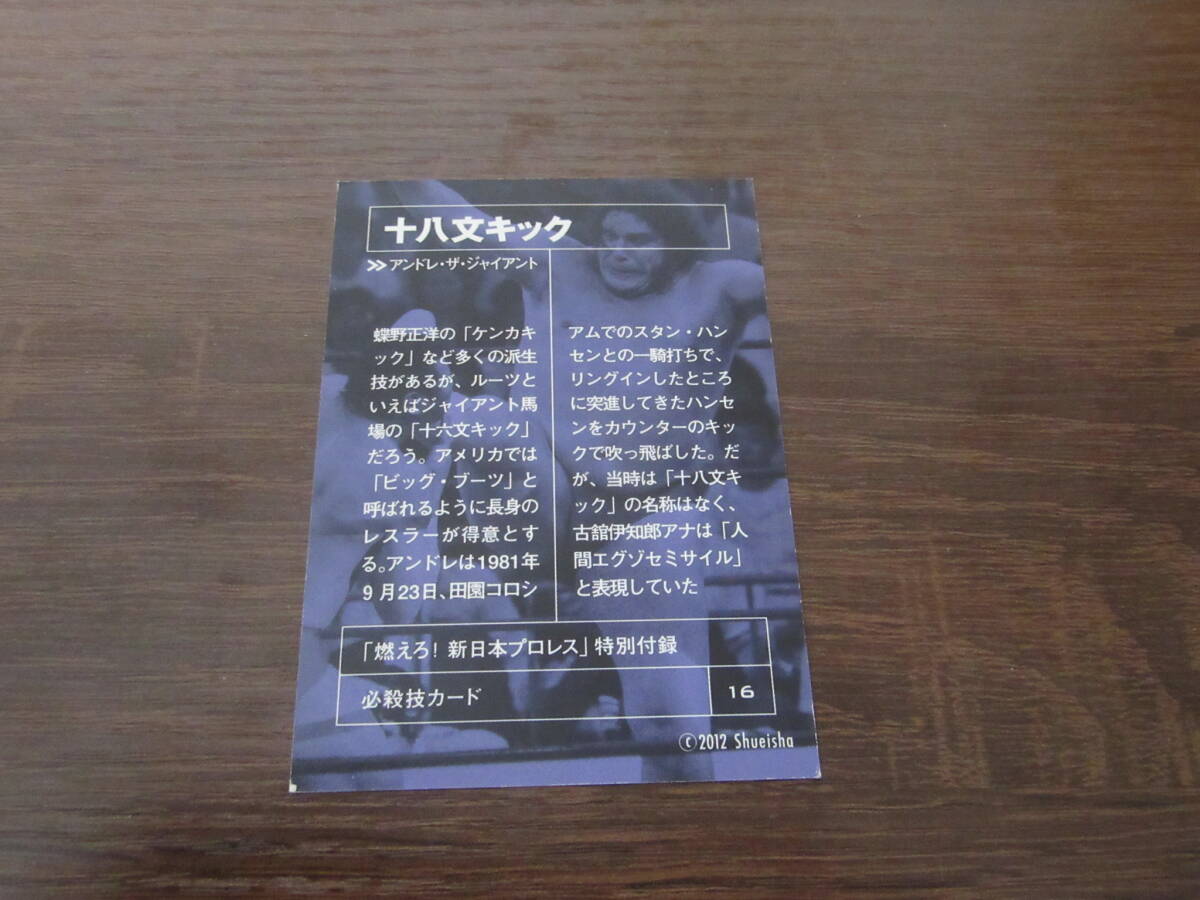 十八文キック
≫アンドレ・ザ・ジャイアント
蝶野正洋の「ケンカキ
ック」など多くの派生
技があるが、ルーツと
いえばジャイアント馬
場の「十六文キック」
だろう。アメリカでは
「ビッグ・ブーツ」と
呼ばれるように長身の
レスラーが得意とす
る。アンドレは1981年
9月23日、田園コロシ
アムでのスタン・ハン
センとの一騎打ちで、
リングインしたところ
に突進してきたハンセ
ンをカウンターのキッ
クで吹っ飛ばした。だ
が、当時は「十八文キ
ック」の名称はなく、
古舘伊知郎アナは「人
間エグゾセミサイル」
と表現していた
「燃えろ! 新日本プロレス」特別付録
必殺技カード
16
©2012 Shueisha